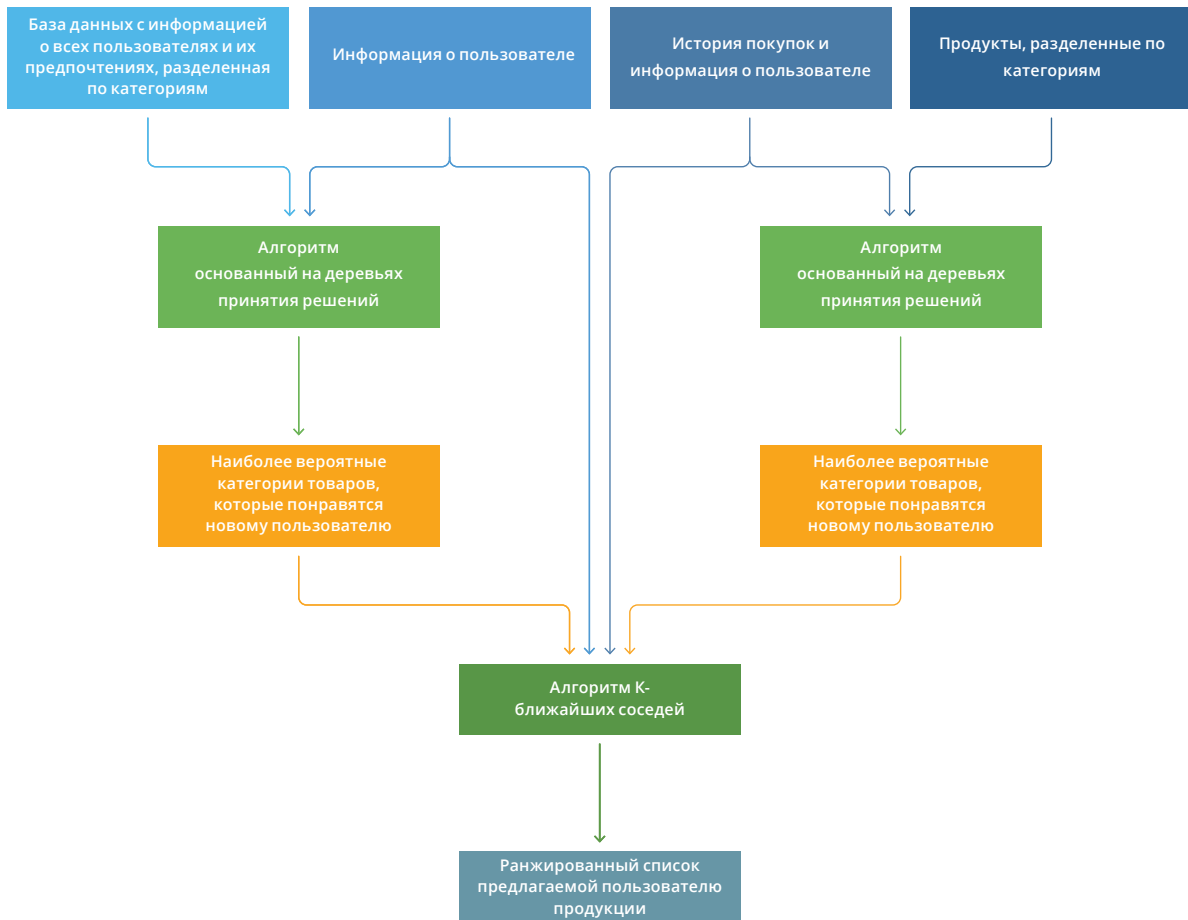 База данных с информацией
о всех пользователях и их
предпочтениях, разделенная
по категориям
Информация о пользователе
История покупок и
информация о пользователе
Продукты, разделенные по
категориям
Алгоритм
основанный на деревьях
принятия решений
Алгоритм
основанный на деревьях
принятия решений
Наиболее вероятные
категории товаров,
которые понравятся
новому пользователю
Наиболее вероятные
категории товаров,
которые понравятся
новому пользователю
Алгоритм К-
ближайших соседей
Ранжированный список
предлагаемой пользователю
продукции